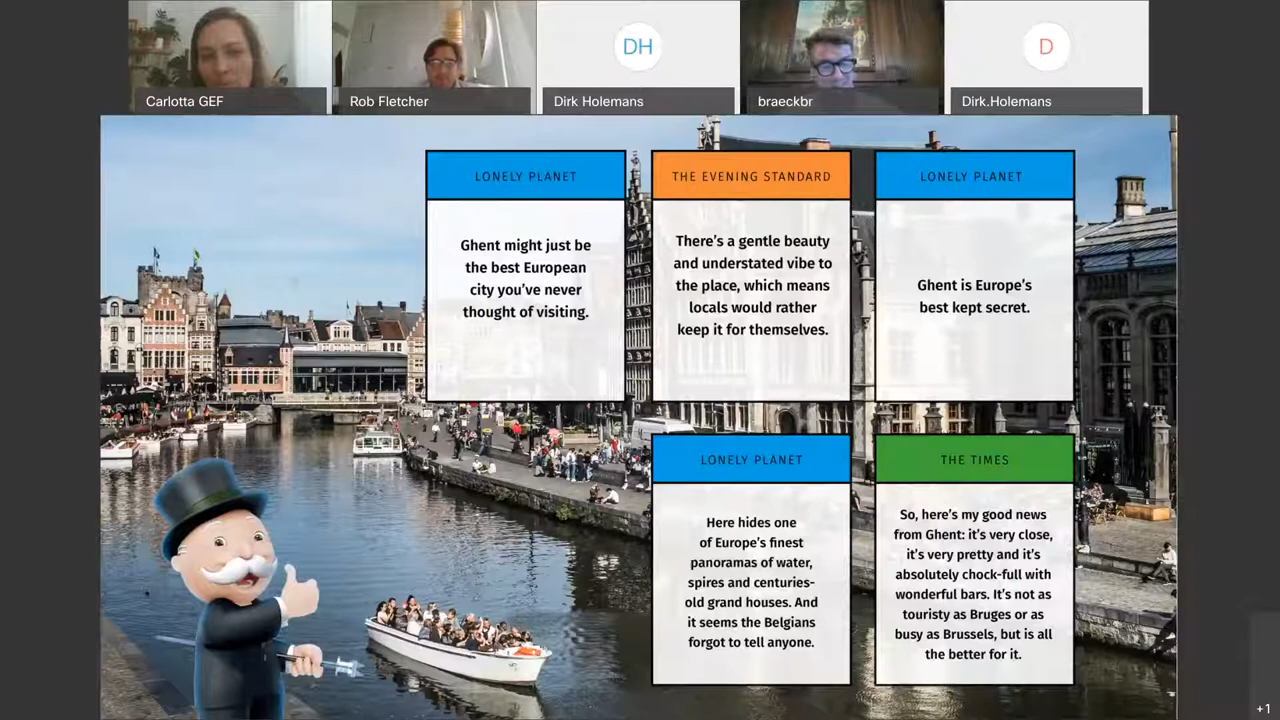 DH
D
Carlotta GEF
Rob Fletcher
Dirk Holemans
braeckbr
Dirk.Holemans
LONELY PLANET
Ghent might just be
the best European
city you've never
thought of visiting.
THE EVENING STANDARD
There's a gentle beauty
and understated vibe to
the place, which means
locals would rather
keep it for themselves.
LONELY PLANET
Ghent is Europe's
best kept secret.
LONELY PLANET
Here hides one
of Europe's finest
panoramas of water,
spires and centuries-
old grand houses. And
it seems the Belgians
forgot to tell anyone.
THE TIMES
So, here's my good news
from Ghent: it's very close,
it's very pretty and it's
absolutely chock-full with
wonderful bars. It's not as
touristy as Bruges or as
busy as Brussels, but is all
the better for it.
+1